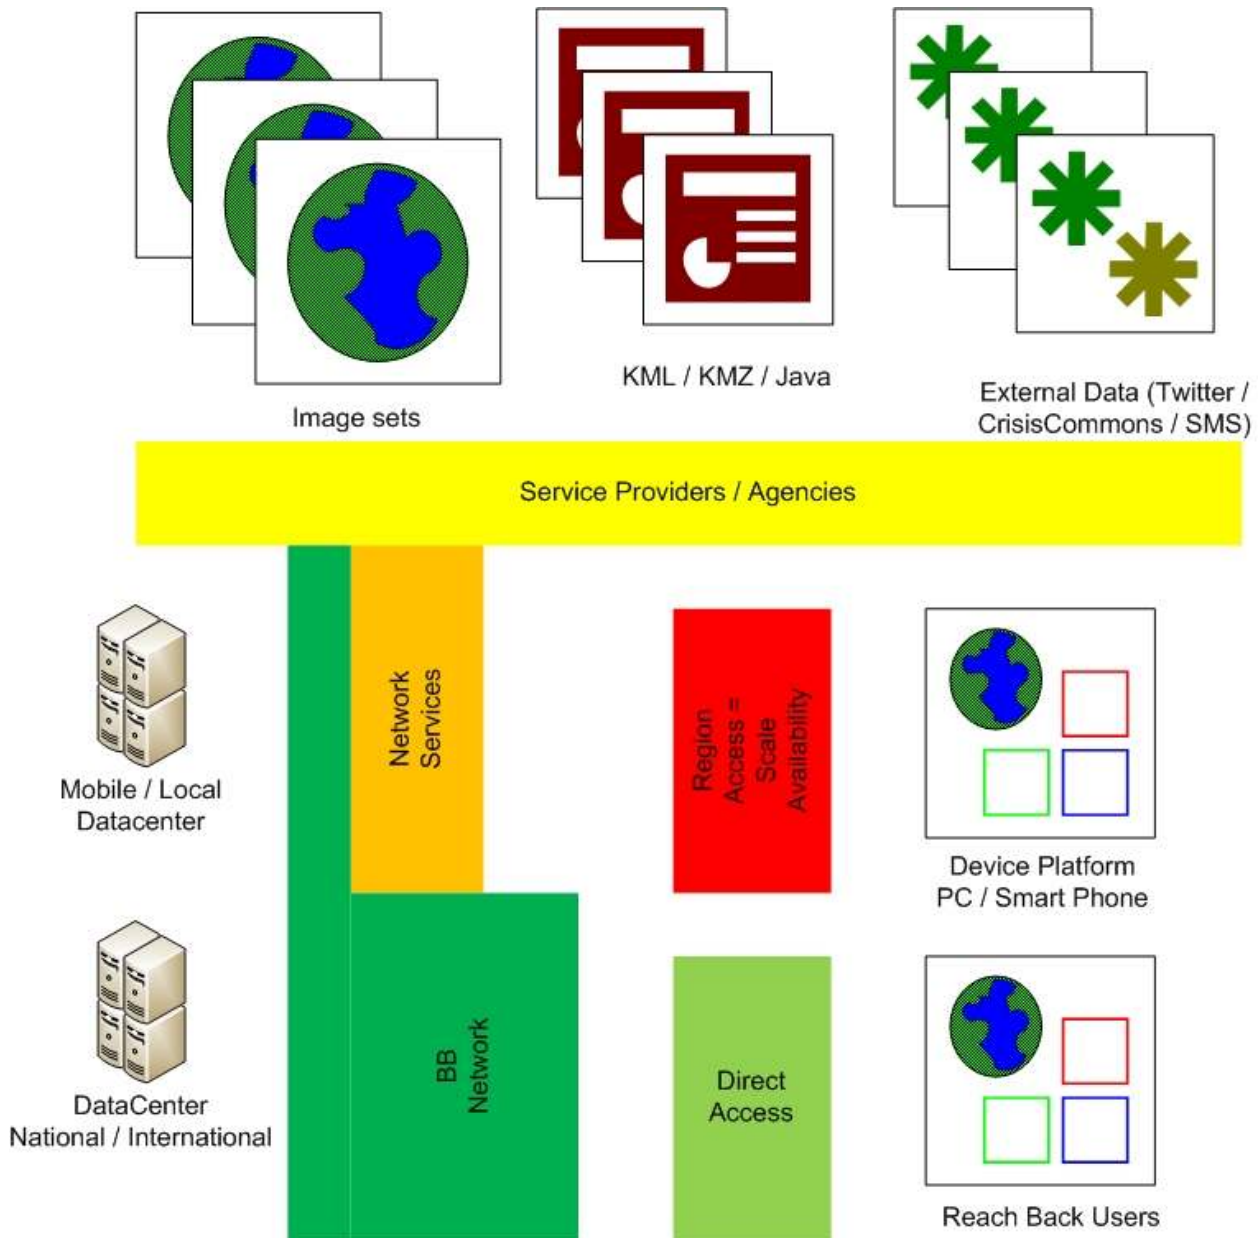 KML / KMZ / Java
Image sets
External Data (Twitter /
CrisisCommons / SMS)
Service Providers / Agencies
Network
Services
Region
Access =
Scale
Availability
Mobile / Local
Datacenter
Device Platform
PC / Smart Phone
BB
Network
Direct
Access
DataCenter
National / International
Reach Back Users